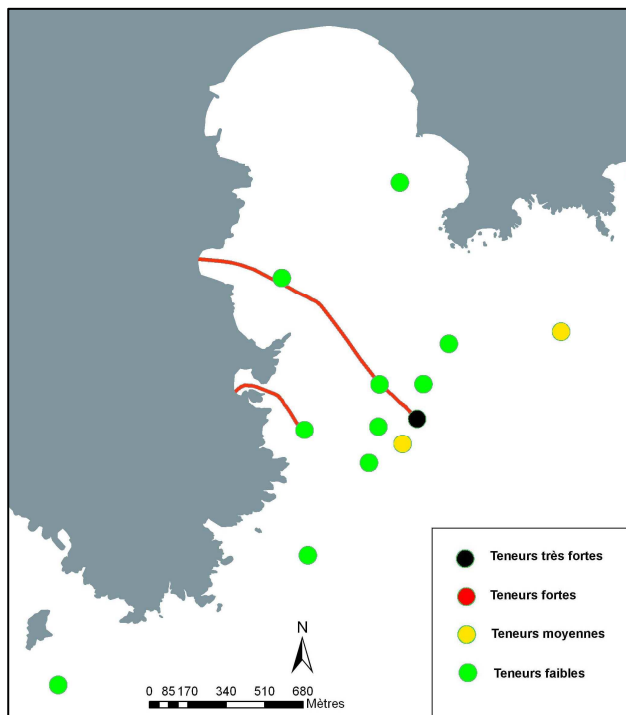 Teneurs très fortes
Teneurs fortes
Teneurs moyennes
Teneurs faibles
N
0 85 170 340 510 680
Mètres